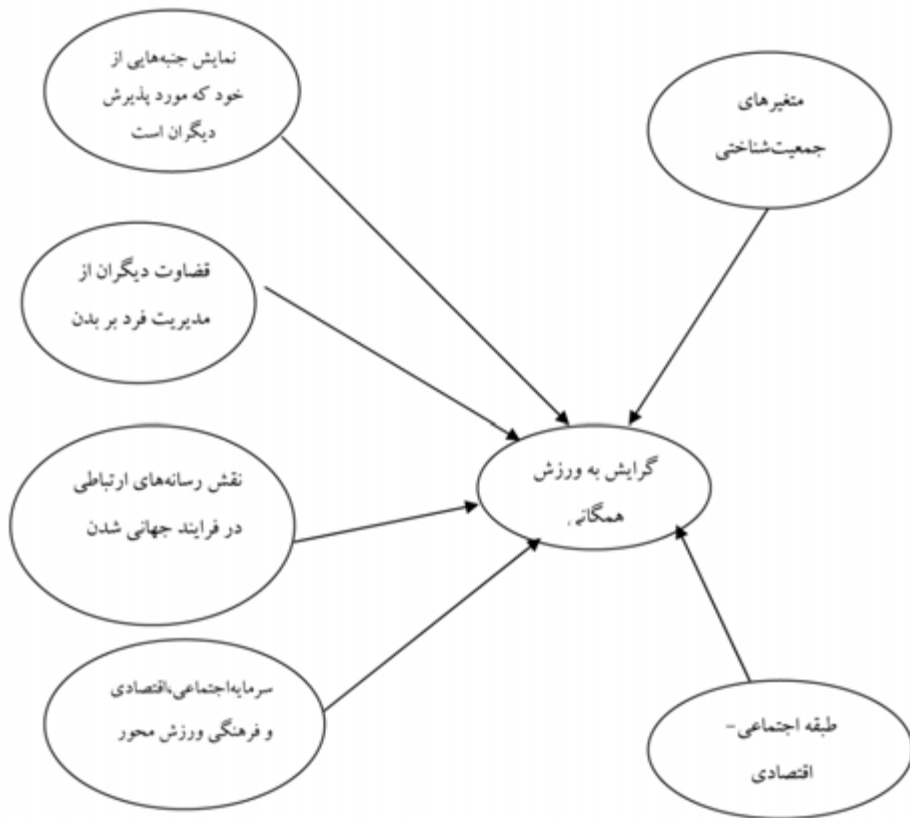 نمایش جنبه‌هایی از
خود که مورد پذیرش
دیگران است
متغیرهای
جمعیت‌شناختی
قضاوت دیگران از
مدیریت فرد بر بدن
گرایش به ورزش
همگانی
نقش رسانه‌های ارتباطی
در فرایند جهانی شدن
سرمایه‌اجتماعی،اقتصادی
و فرهنگی ورزش محور
طبقه اجتماعی-
اقتصادی